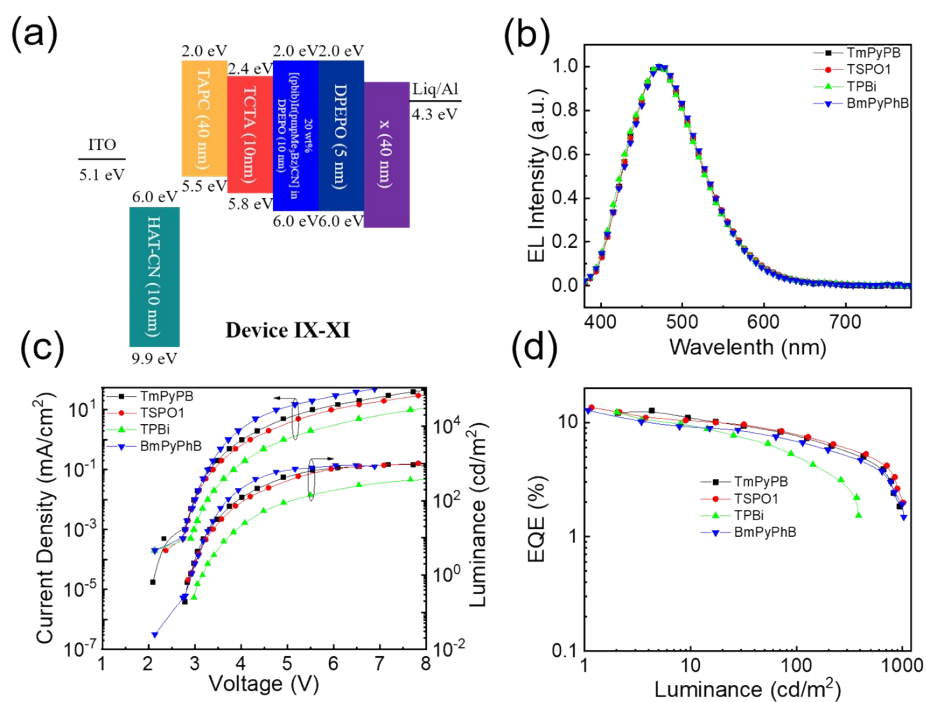 (a)
2.0 eV
2.4 eV
2.0 eV
2.0 eV
Liq/Al
4.3 eV
ITO
5.1 eV
TAPC (40 nm)
TCTA (10nm)
20 wt%
DPEPO (10 nm)
DPEPO (5 nm)
x (40 nm)
5.5 eV
5.8 eV
6.0 eV
6.0 eV
6.0 eV
HAT-CN (10 nm)
9.9 eV
Device IX-XI
(b)
EL Intensity (a.u.)
1.0
0.8
0.6
0.4
0.2
0.0
TmPyPB
TSPO1
TPBi
BmPyPhB
400
500
600
700
Wavelenth (nm)
(c)
Current Density (mA/cm²)
10¹
10⁻¹
10⁻³
10⁻⁵
10⁻⁷
TmPyPB
TSPO1
TPBi
BmPyPhB
10⁴
10²
10⁰
10⁻²
Luminance (cd/m²)
1
2
3
4
5
6
7
8
Voltage (V)
(d)
EQE (%)
10
1
0.1
TmPyPB
TSPO1
TPBi
BmPyPhB
1
10
100
1000
Luminance (cd/m²)